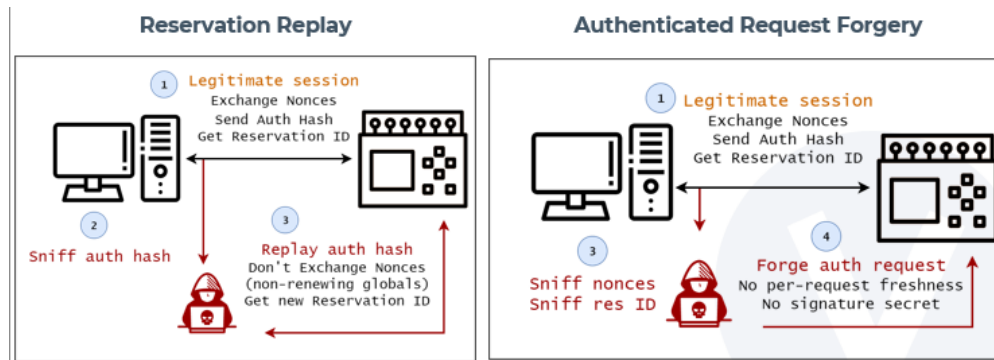 Reservation Replay
1
Legitimate session
Exchange Nonces
Send Auth Hash
Get Reservation ID
2
Sniff auth hash
3
Replay auth hash
Don't Exchange Nonces
(non-renewing globals)
Get new Reservation ID
Authenticated Request Forgery
1
Legitimate session
Exchange Nonces
Send Auth Hash
Get Reservation ID
3
Sniff nonces
Sniff res ID
4
Forge auth request
No per-request freshness
No signature secret